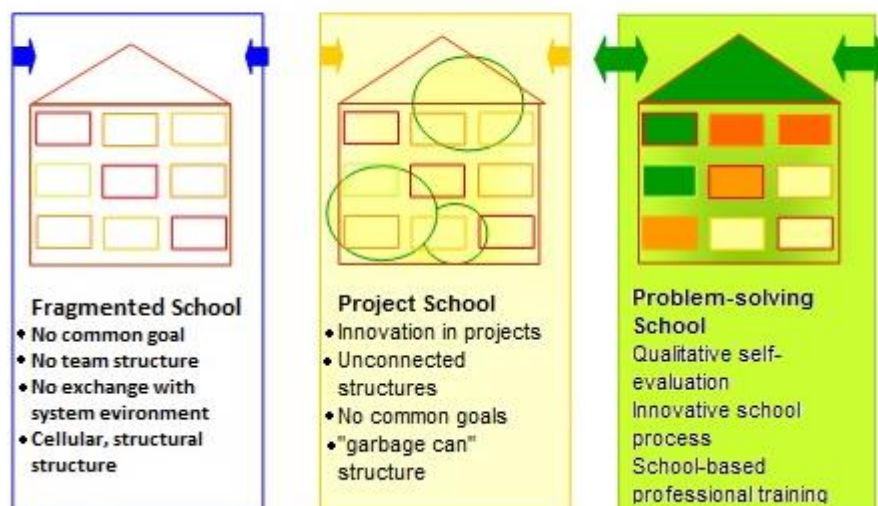 Fragmented School
• No common goal
• No team structure
• No exchange with
system evironment
• Cellular, structural
structure
Project School
• Innovation in projects
• Unconnected
structures
• No common goals
• "garbage can"
structure
Problem-solving
School
Qualitative self-
evaluation
Innovative school
process
School-based
professional training